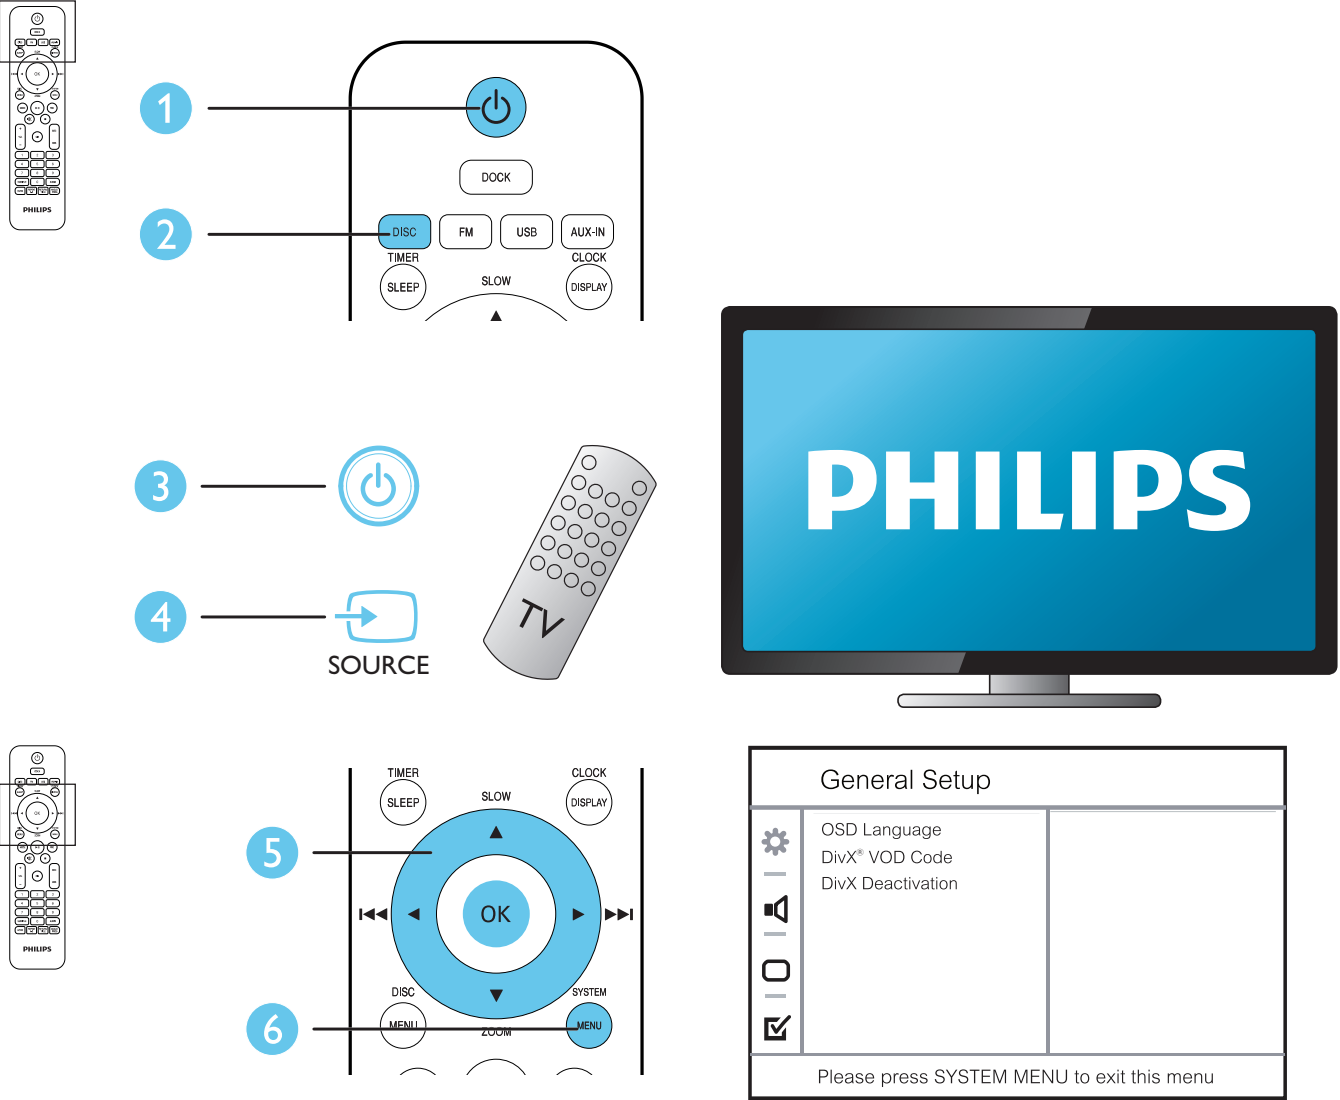 PHILIPS
1
DOCK
2
DISC FM USB AUX-IN
TIMER CLOCK
SLEEP SLOW DISPLAY
3
4
SOURCE
TV
PHILIPS
TIMER CLOCK
SLEEP SLOW DISPLAY
5
OK
DISC SYSTEM
6
MENU ZOOM MENU
OK
PHILIPS
General Setup
OSD Language
DivX® VOD Code
DivX Deactivation
Please press SYSTEM MENU to exit this menu